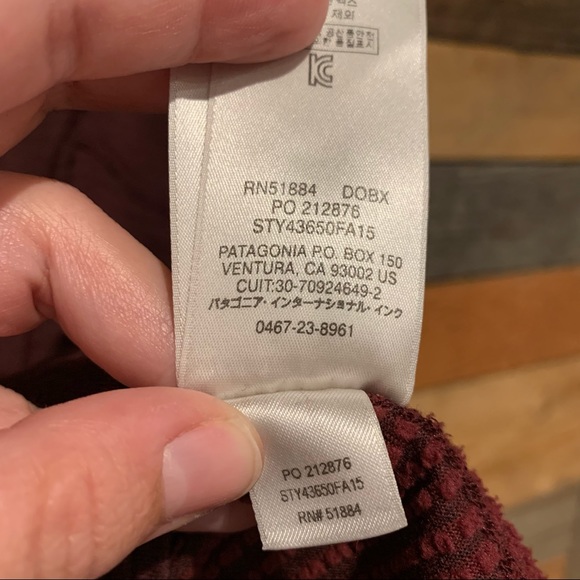 제외
RN51884 DOBX
PO 212876
STY43650FA15
PATAGONIA P.O. BOX 150
VENTURA, CA 93002 US
CUIT:30-70924649-2
パタゴニア・インターナショナル・インク
0467-23-8961
PO 212876
STY43650FA15
RN# 51884